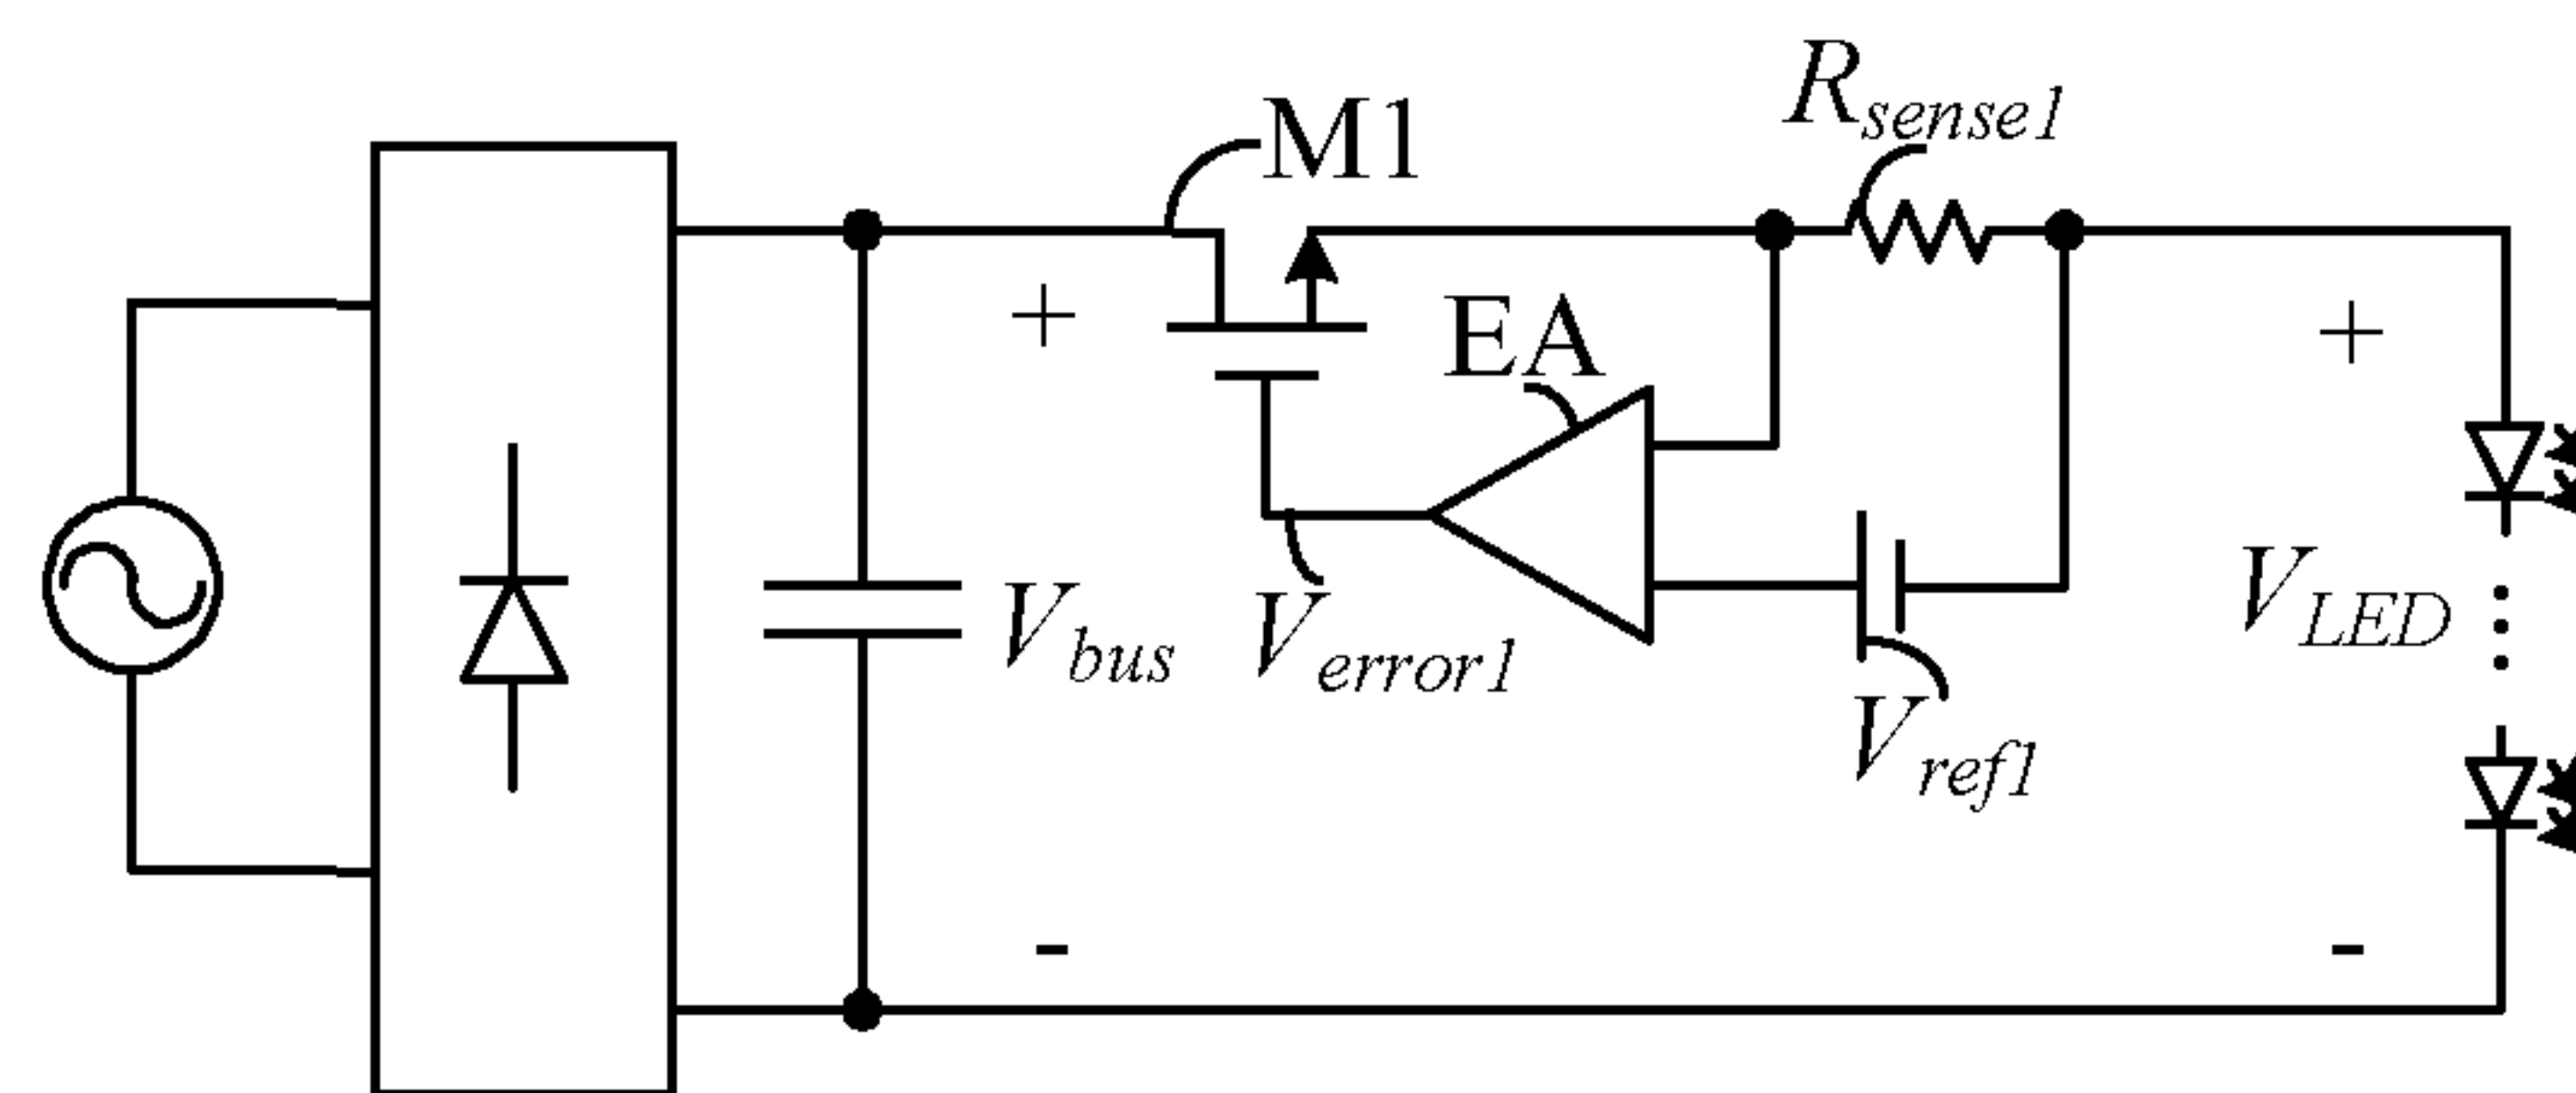 R_sense1
M1
+
EA
+
V_bus
V_error1
V_LED
V_ref1
-
-